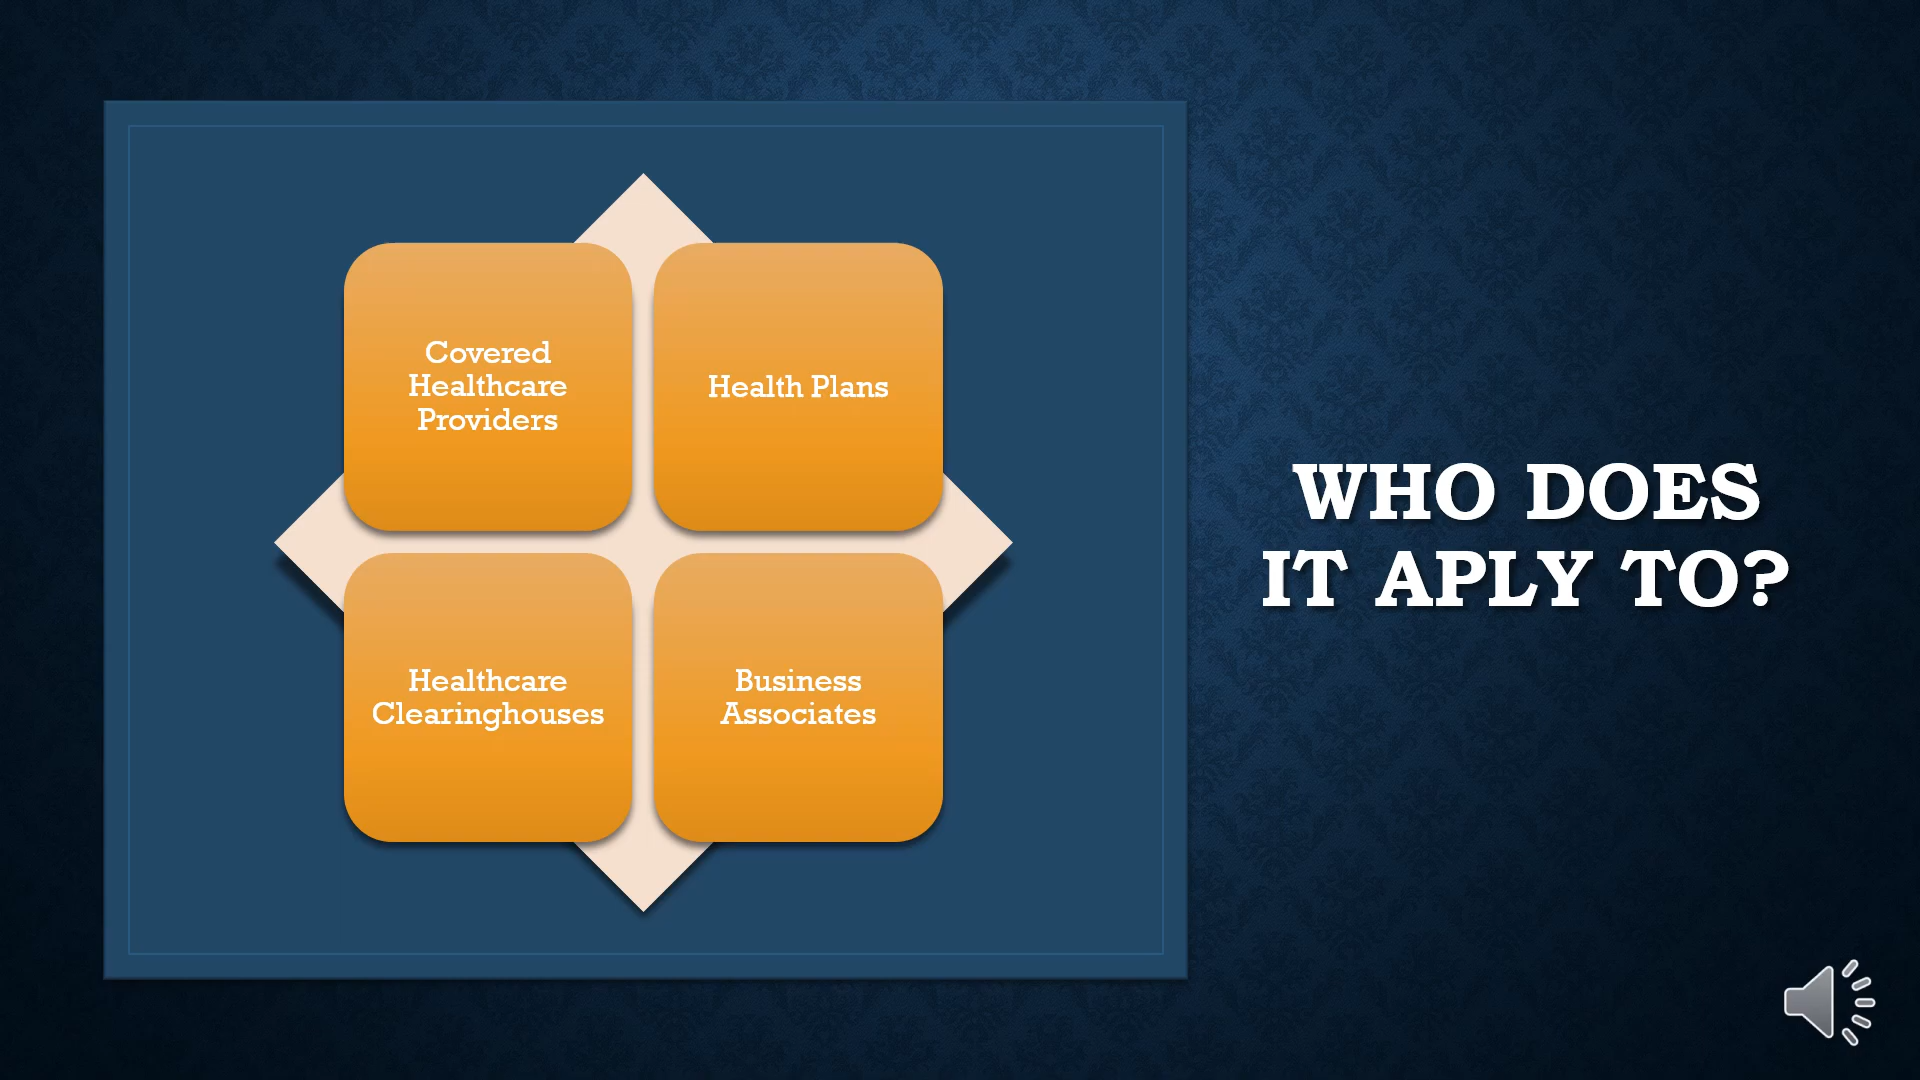 Covered
Healthcare
Providers
Health Plans
Healthcare
Clearinghouses
Business
Associates
WHO DOES
IT APLY TO?